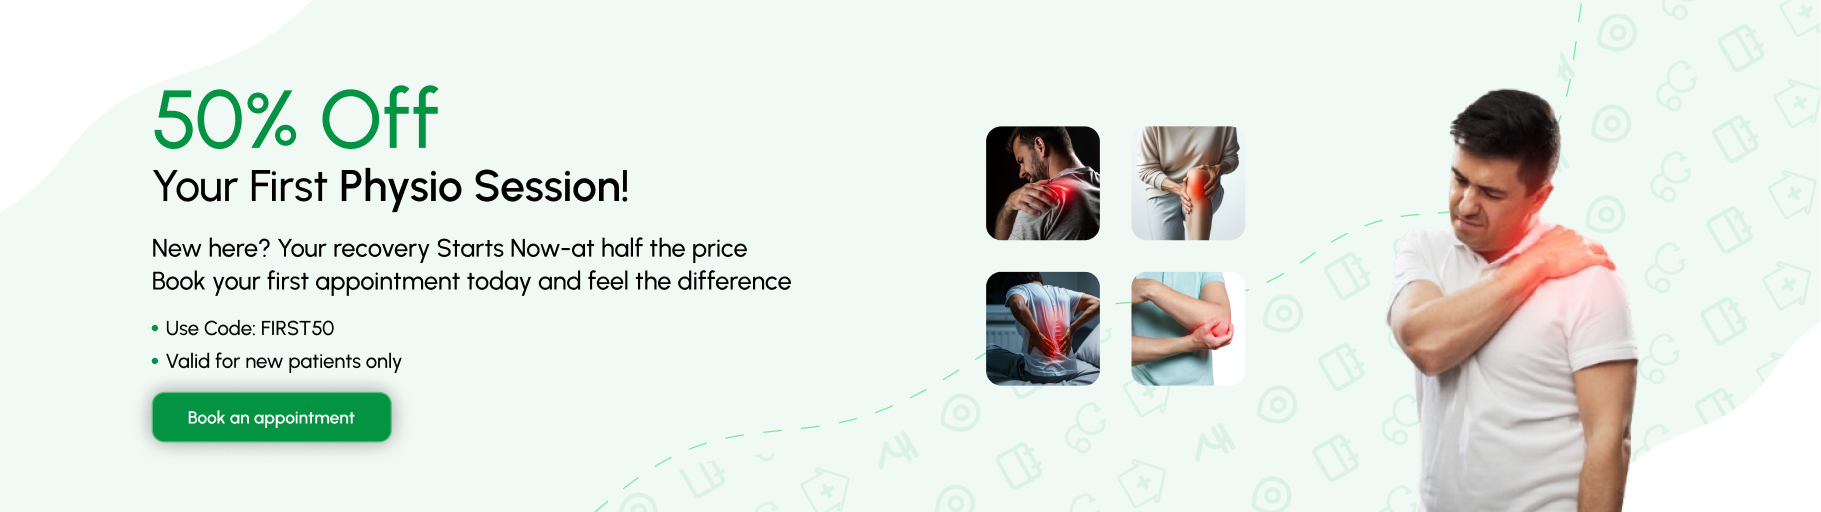 50% Off
Your First Physio Session!
New here? Your recovery Starts Now-at half the price
Book your first appointment today and feel the difference
Use Code: FIRST50
Valid for new patients only
Book an appointment